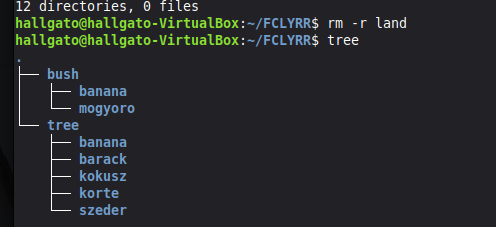 12 directories, 0 files
hallgato@hallgato-VirtualBox:~/FCLYRR$ rm -r land
hallgato@hallgato-VirtualBox:~/FCLYRR$ tree
.
├── bush
│   ├── banana
│   └── mogyoro
└── tree
    ├── banana
    ├── barack
    ├── kokusz
    ├── korte
    └── szeder